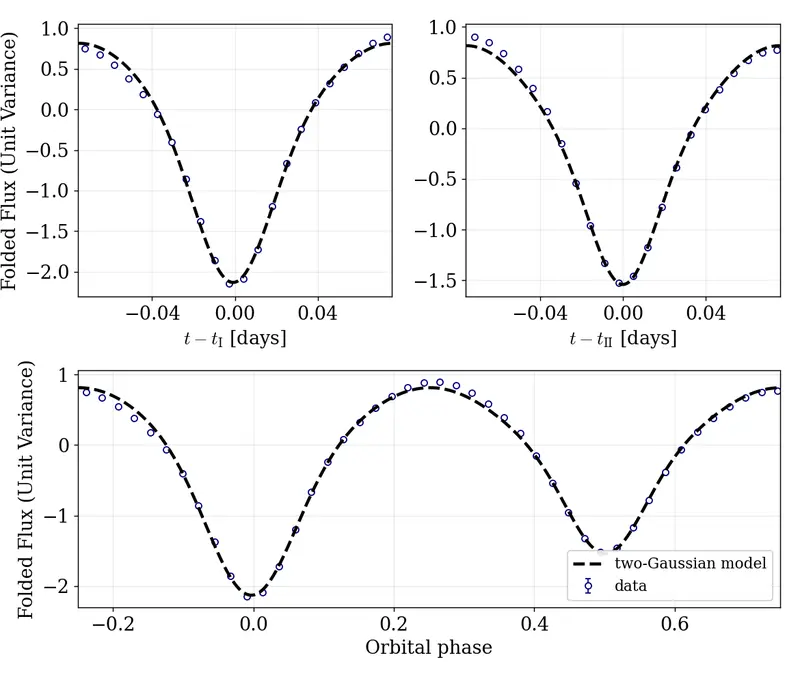 Folded Flux (Unit Variance)
1.0
0.5
0.0
−0.5
−1.0
−1.5
−2.0
−0.04 0.00 0.04
t − t_I [days]
1.0
0.5
0.0
−0.5
−1.0
−1.5
−0.04 0.00 0.04
t − t_II [days]
Folded Flux (Unit Variance)
1
0
−1
−2
−0.2 0.0 0.2 0.4 0.6
Orbital phase
two-Gaussian model
data